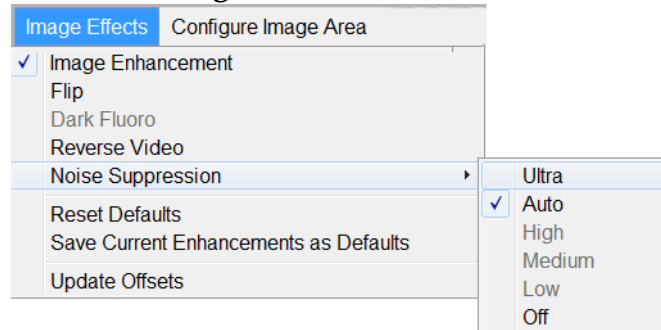 Image Effects Configure Image Area
Image Enhancement
Flip
Dark Fluoro
Reverse Video
Noise Suppression
Ultra
Auto
High
Medium
Low
Off
Reset Defaults
Save Current Enhancements as Defaults
Update Offsets